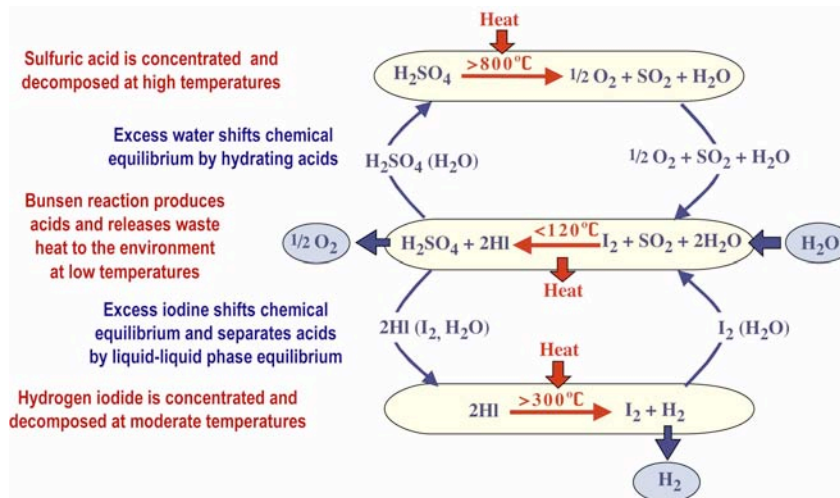 Heat
Sulfuric acid is concentrated and
decomposed at high temperatures
>800°C
H₂SO₄ 1/2 O₂ + SO₂ + H₂O
Excess water shifts chemical
equilibrium by hydrating acids
H₂SO₄ (H₂O)
1/2 O₂ + SO₂ + H₂O
Bunsen reaction produces
acids and releases waste
heat to the environment
at low temperatures
1/2 O₂
<120°C
H₂SO₄ + 2HI I₂ + SO₂ + 2H₂O
H₂O
Heat
Excess iodine shifts chemical
equilibrium and separates acids
by liquid-liquid phase equilibrium
2HI (I₂, H₂O)
I₂ (H₂O)
Heat
Hydrogen iodide is concentrated and
decomposed at moderate temperatures
>300°C
2HI I₂ + H₂
H₂